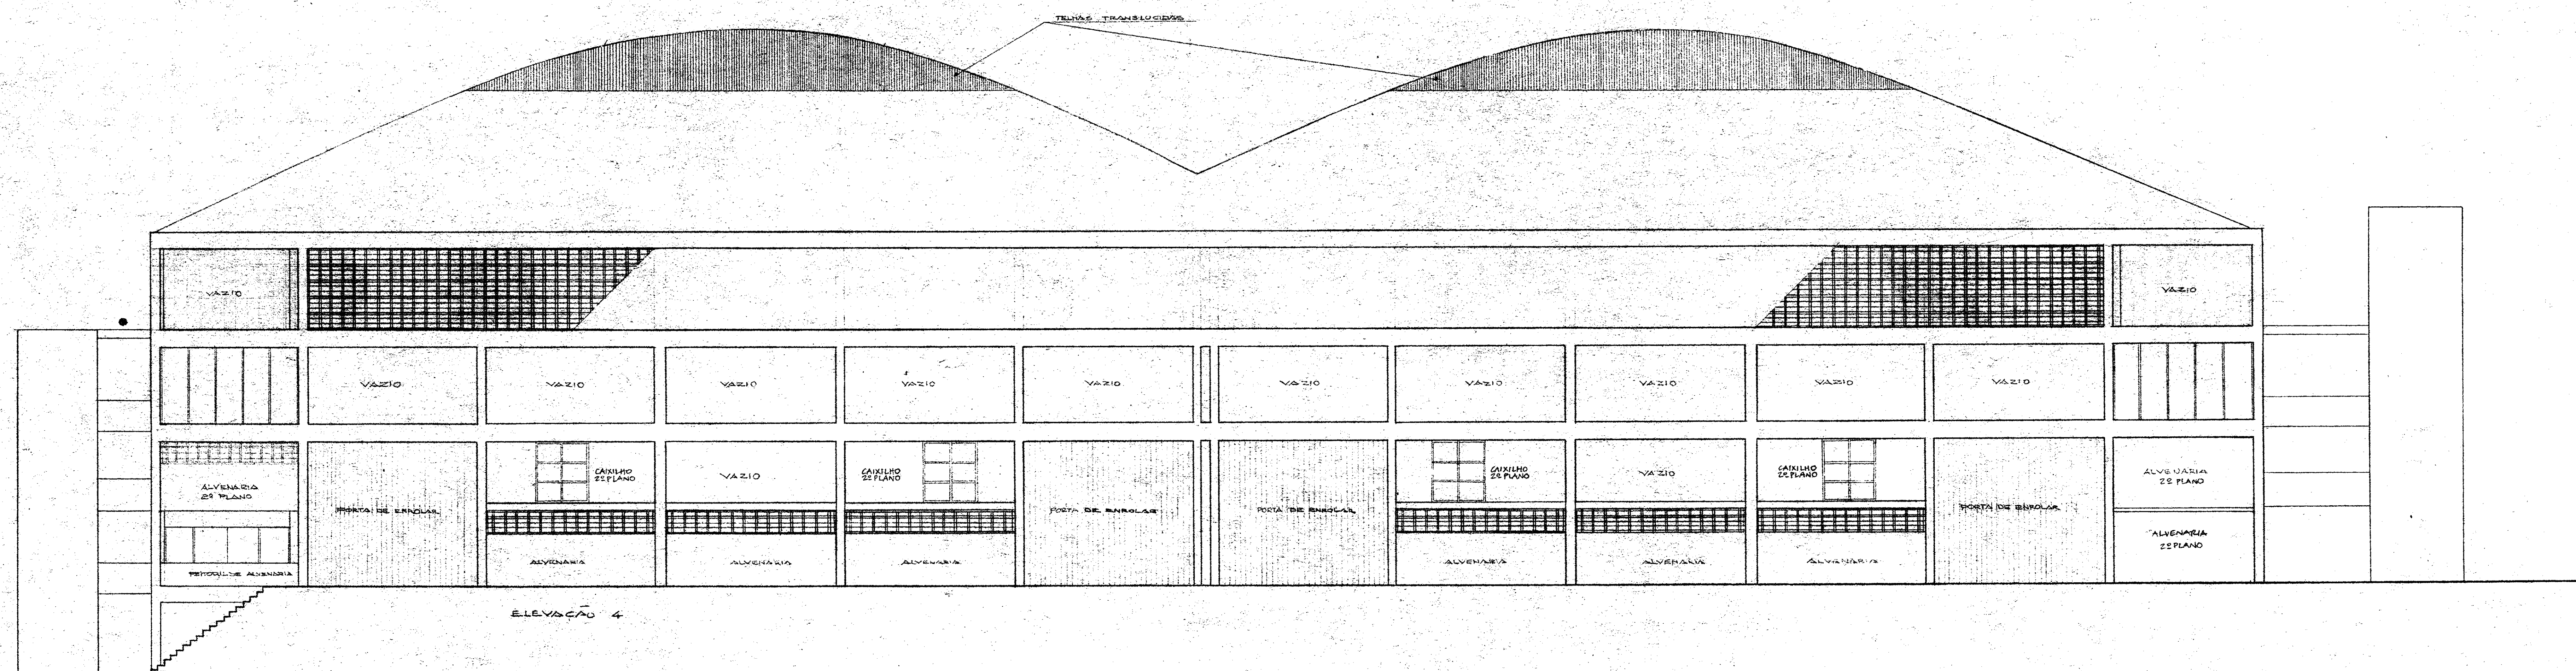 TELHAS TRANSLUCIDAS
VAZIO
VAZIO
VAZIO
VAZIO
VAZIO
VAZIO
VAZIO
VAZIO
VAZIO
VAZIO
VAZIO
VAZIO
ALVENARIA
2º PLANO
PORTA DE ENROLAR
CAIXILHO
2º PLANO
VAZIO
CAIXILHO
2º PLANO
PORTA DE ENROLAR
PORTA DE ENROLAR
CAIXILHO
2º PLANO
VAZIO
CAIXILHO
2º PLANO
PORTA DE ENROLAR
ALVENARIA
2º PLANO
PEITORIL DE ALVENARIA
ALVENARIA
ALVENARIA
ALVENARIA
ALVENARIA
ALVENARIA
ALVENARIA
ALVENARIA
2º PLANO
ELEVAÇÃO 4